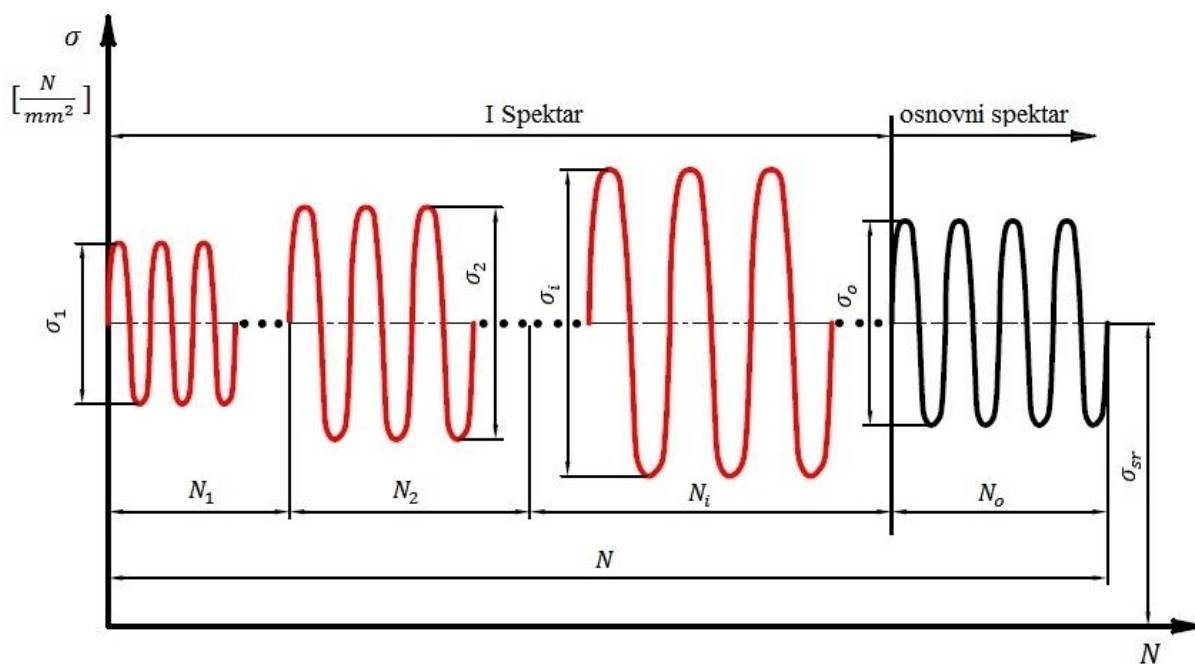 σ
[N/mm²]
I Spektar
osnovni spektar
σ₁
σ₂
σᵢ
σₒ
σₛᵣ
N₁
N₂
Nᵢ
Nₒ
N
N